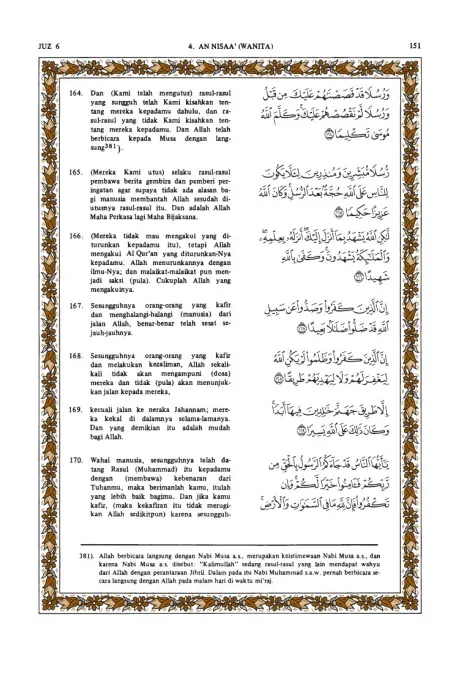 JUZ 6 4. AN NISAA' (WANITA) 151
164. Dan (Kami telah mengutus) rasul-rasul
yang sungguh telah Kami kisahkan ten-
tang mereka kepadamu dahulu, dan ra-
sul-rasul yang tidak Kami kisahkan ten-
tang mereka kepadamu. Dan Allah telah
berbicara kepada Musa dengan lang-
sung381).
وَرُسُلًا قَدْ قَصَصْنَٰهُمْ عَلَيْكَ مِن قَبْلُ
وَرُسُلًا لَّمْ نَقْصُصْهُمْ عَلَيْكَ وَكَلَّمَ ٱللَّهُ
مُوسَىٰ تَكْلِيمًا ١٦٤
165. (Mereka Kami utus) selaku rasul-rasul
pembawa berita gembira dan pemberi per-
ingatan agar supaya tidak ada alasan ba-
gi manusia membantah Allah sesudah di-
utusnya rasul-rasul itu. Dan adalah Allah
Maha Perkasa lagi Maha Bijaksana.
رُّسُلًا مُّبَشِّرِينَ وَمُنذِرِينَ لِئَلَّا يَكُونَ
لِلنَّاسِ عَلَى ٱللَّهِ حُجَّةٌۢ بَعْدَ ٱلرُّسُلِ وَكَانَ ٱللَّهُ
عَزِيزًا حَكِيمًا ١٦٥
166. (Mereka tidak mau mengakui yang di-
turunkan kepadamu itu), tetapi Allah
mengakui Al Qur'an yang diturunkan-Nya
kepadamu. Allah menurunkannya dengan
ilmu-Nya; dan malaikat-malaikat pun men-
jadi saksi (pula). Cukuplah Allah yang
mengakuinya.
لَّٰكِنِ ٱللَّهُ يَشْهَدُ بِمَآ أَنزَلَ إِلَيْكَ أَنزَلَهُۥ بِعِلْمِهِۦ
وَٱلْمَلَٰٓئِكَةُ يَشْهَدُونَ وَكَفَىٰ بِٱللَّهِ
شَهِيدًا ١٦٦
167. Sesungguhnya orang-orang yang kafir
dan menghalangi-halangi (manusia) dari
jalan Allah, benar-benar telah sesat se-
jauh-jauhnya.
إِنَّ ٱلَّذِينَ كَفَرُوا۟ وَصَدُّوا۟ عَن سَبِيلِ
ٱللَّهِ قَدْ ضَلُّوا۟ ضَلَٰلًۢا بَعِيدًا ١٦٧
168. Sesungguhnya orang-orang yang kafir
dan melakukan kezaliman, Allah sekali-
kali tidak akan mengampuni (dosa)
mereka dan tidak (pula) akan menunjuk-
kan jalan kepada mereka,
إِنَّ ٱلَّذِينَ كَفَرُوا۟ وَظَلَمُوا۟ لَمْ يَكُنِ ٱللَّهُ
لِيَغْفِرَ لَهُمْ وَلَا لِيَهْدِيَهُمْ طَرِيقًا ١٦٨
169. kecuali jalan ke neraka Jahannam; mere-
ka kekal di dalamnya selama-lamanya.
Dan yang demikian itu adalah mudah
bagi Allah.
إِلَّا طَرِيقَ جَهَنَّمَ خَٰلِدِينَ فِيهَآ أَبَدًا
وَكَانَ ذَٰلِكَ عَلَى ٱللَّهِ يَسِيرًا ١٦٩
170. Wahai manusia, sesungguhnya telah da-
tang Rasul (Muhammad) itu kepadamu
dengan (membawa) kebenaran dari
Tuhanmu, maka berimanlah kamu, itulah
yang lebih baik bagimu. Dan jika kamu
kafir, (maka kekafiran itu tidak merugi-
kan Allah sedikitpun) karena sesungguh-
يَٰٓأَيُّهَا ٱلنَّاسُ قَدْ جَآءَكُمُ ٱلرَّسُولُ بِٱلْحَقِّ مِن
رَّبِّكُمْ فَـَٔامِنُوا۟ خَيْرًا لَّكُمْ وَإِن
تَكْفُرُوا۟ فَإِنَّ لِلَّهِ مَا فِى ٱلسَّمَٰوَٰتِ وَٱلْأَرْضِ
381). Allah berbicara langsung dengan Nabi Musa a.s., merupakan keistimewaan Nabi Musa a.s., dan
karena Nabi Musa a.s. disebut: "Kalimullah" sedang rasul-rasul yang lain mendapat wahyu
dari Allah dengan perantaraan Jibril. Dalam pada itu Nabi Muhammad s.a.w. pernah berbicara se-
cara langsung dengan Allah pada malam hari di waktu mi'raj.